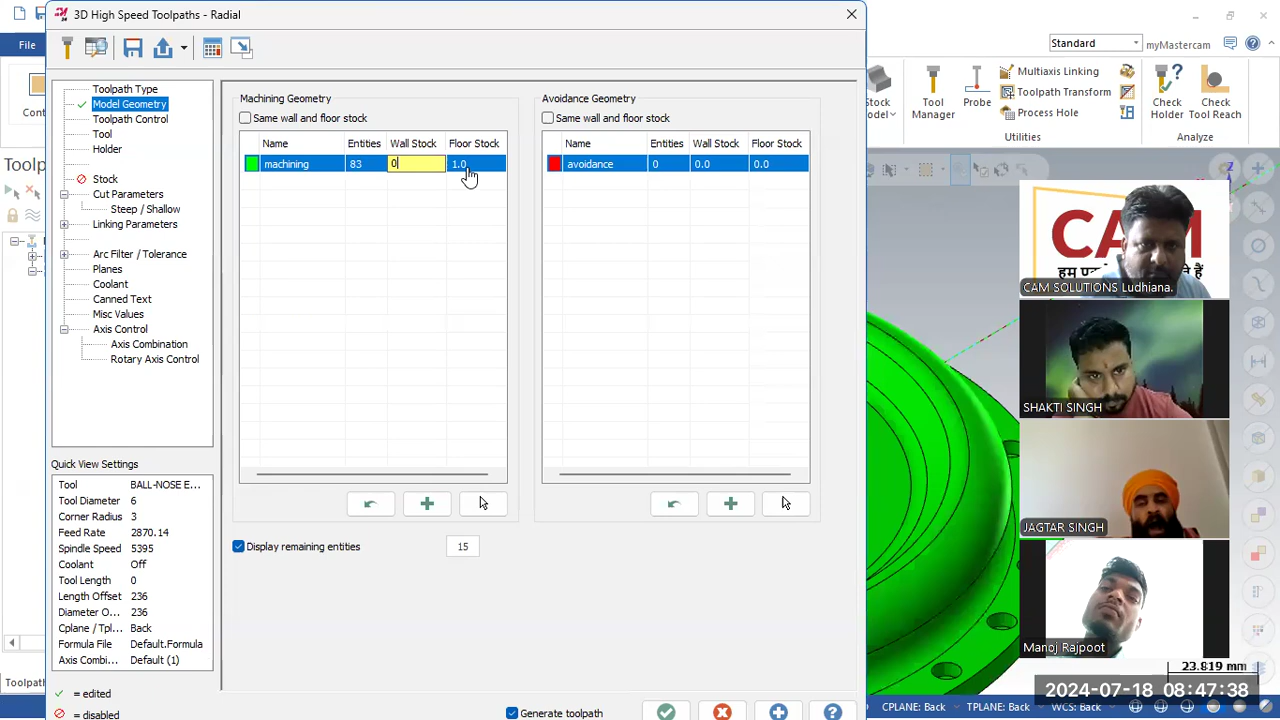 3D High Speed Toolpaths - Radial
File
Cont
Toolp
Toolpath Type
Model Geometry
Toolpath Control
Tool
Holder
Stock
Cut Parameters
Steep / Shallow
Linking Parameters
Arc Filter / Tolerance
Planes
Coolant
Canned Text
Misc Values
Axis Control
Axis Combination
Rotary Axis Control
Quick View Settings
Tool BALL-NOSE E...
Tool Diameter 6
Corner Radius 3
Feed Rate 2870.14
Spindle Speed 5395
Coolant Off
Tool Length 0
Length Offset 236
Diameter O... 236
Cplane / Tpl... Back
Formula File Default.Formula
Axis Combi... Default (1)
= edited
= disabled
Toolpaths
Machining Geometry
Same wall and floor stock
Name Entities Wall Stock Floor Stock
machining 83 0 1.0
Display remaining entities 15
Avoidance Geometry
Same wall and floor stock
Name Entities Wall Stock Floor Stock
avoidance 0 0.0 0.0
Generate toolpath
Standard
myMastercam
Stock
Model
Tool
Manager
Probe
Multiaxis Linking
Toolpath Transform
Process Hole
Utilities
Check
Holder
Check
Tool Reach
Analyze
Z
CAM
CAM SOLUTIONS Ludhiana.
SHAKTI SINGH
JAGTAR SINGH
Manoj Rajpoot
23.819 mm
2024-07-18 08:47:38
CPLANE: Back TPLANE: Back WCS: Back